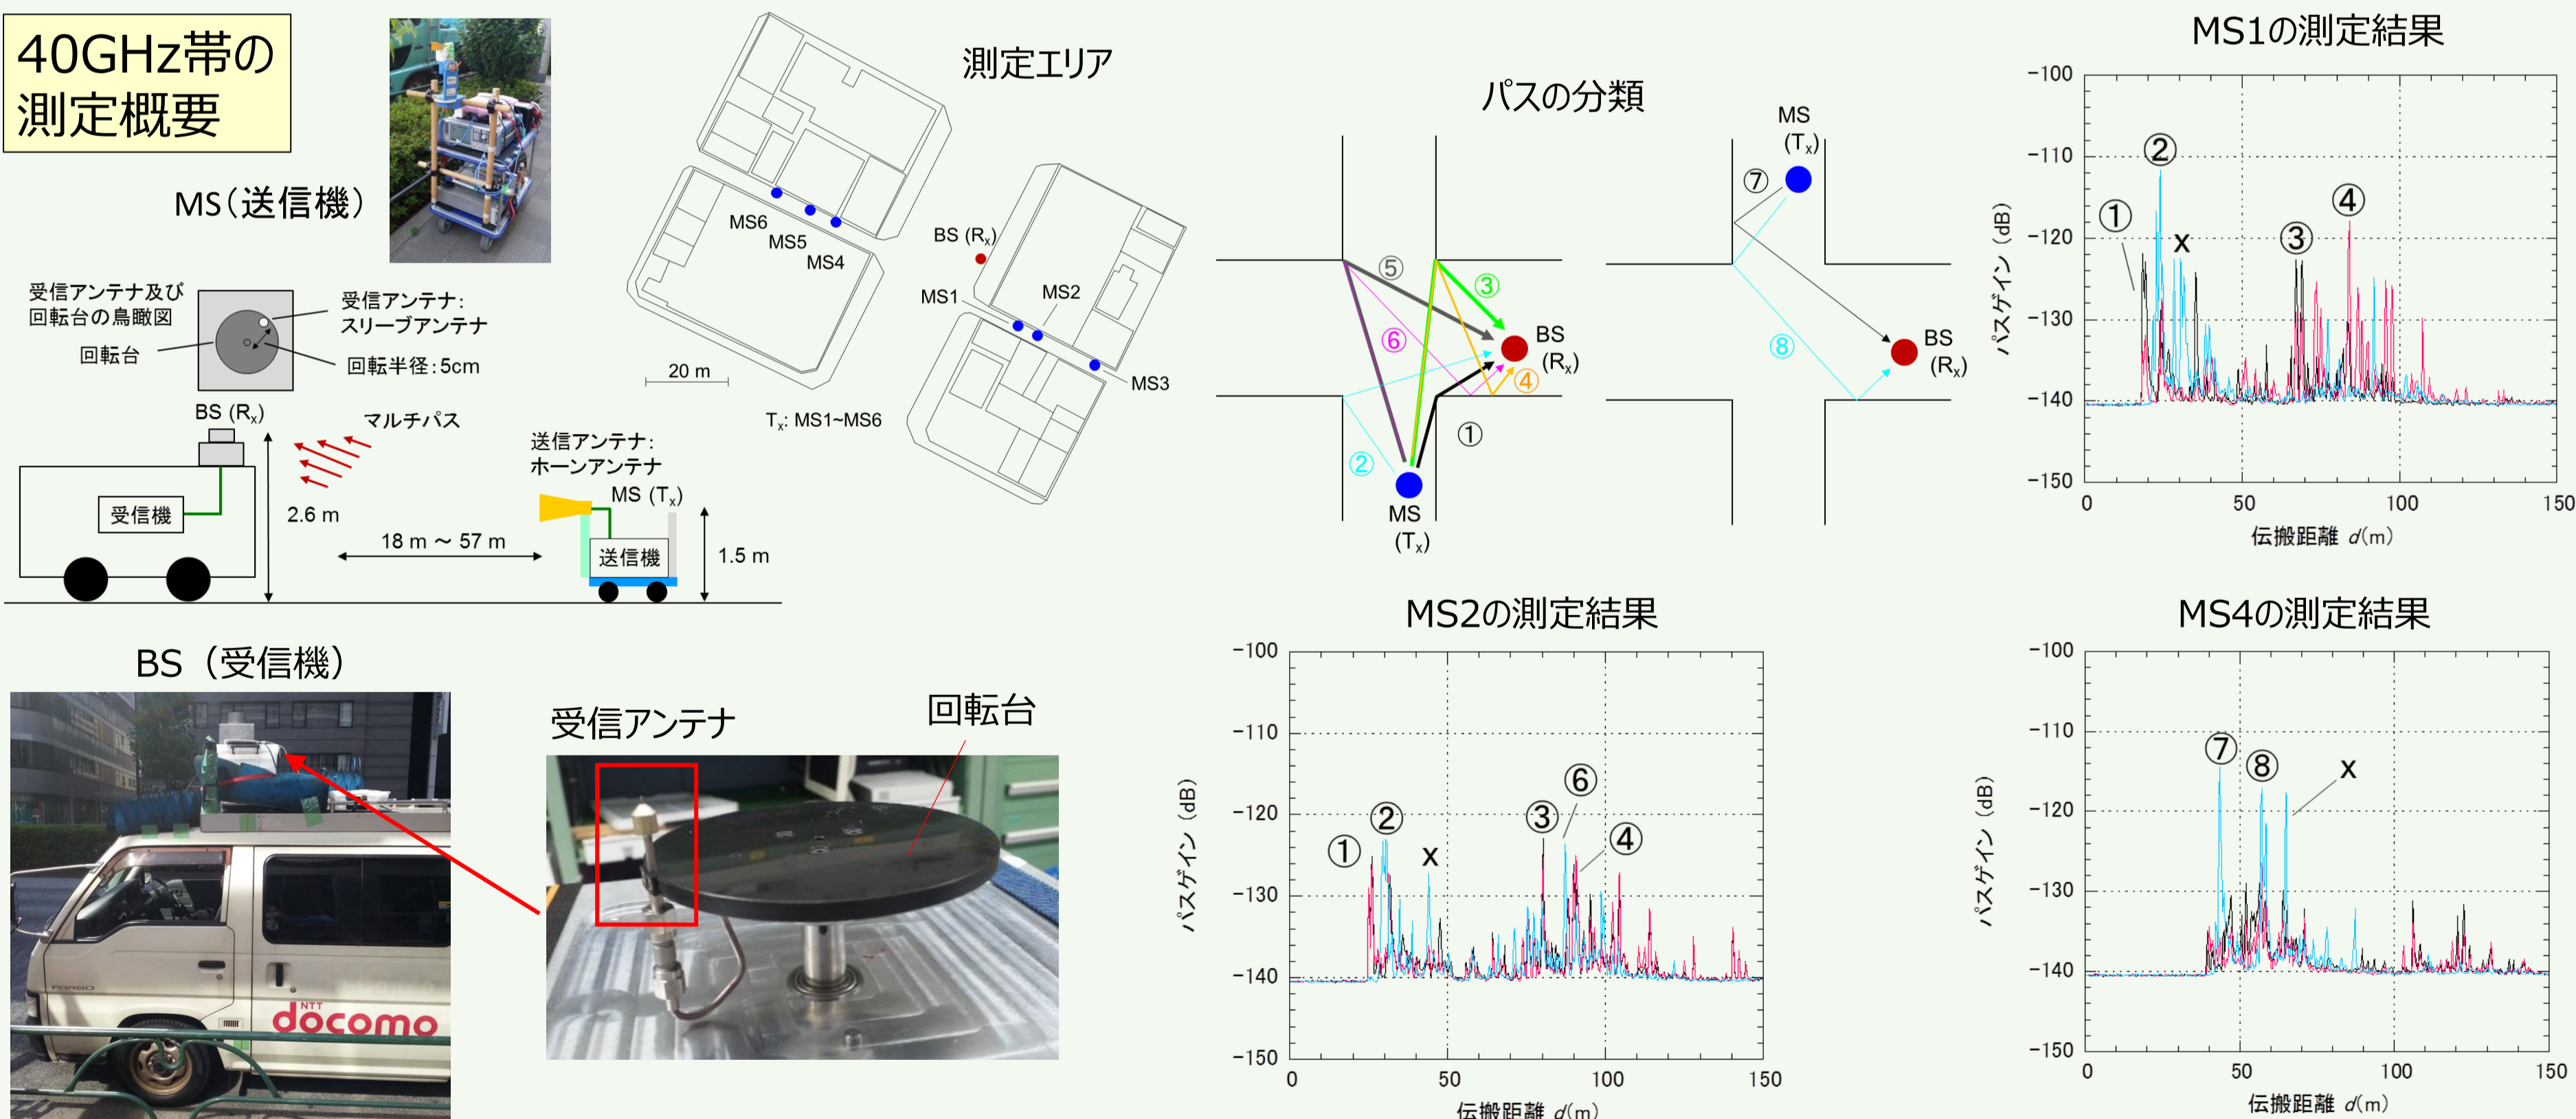 40GHz帯の
測定概要
MS(送信機)
受信アンテナ及び
回転台の鳥瞰図
回転台
受信アンテナ:
スリーブアンテナ
回転半径:5cm
BS (Rx)
マルチパス
受信機
2.6 m
18 m ～ 57 m
送信アンテナ:
ホーンアンテナ
MS (Tx)
送信機
1.5 m
BS（受信機）
NTT
docomo
受信アンテナ
回転台
測定エリア
MS6
MS5
MS4
BS (Rx)
MS1
MS2
MS3
20 m
Tx: MS1~MS6
パスの分類
⑤
③
⑥
④
②
①
BS
(Rx)
MS
(Tx)
MS
(Tx)
⑦
⑧
BS
(Rx)
MS1の測定結果
パスゲイン (dB)
-100
-110
-120
-130
-140
-150
①
②
x
③
④
0
50
100
150
伝搬距離 d(m)
MS2の測定結果
パスゲイン (dB)
-100
-110
-120
-130
-140
-150
①
②
x
③
⑥
④
0
50
100
150
伝搬距離 d(m)
MS4の測定結果
パスゲイン (dB)
-100
-110
-120
-130
-140
-150
⑦
⑧
x
0
50
100
150
伝搬距離 d(m)